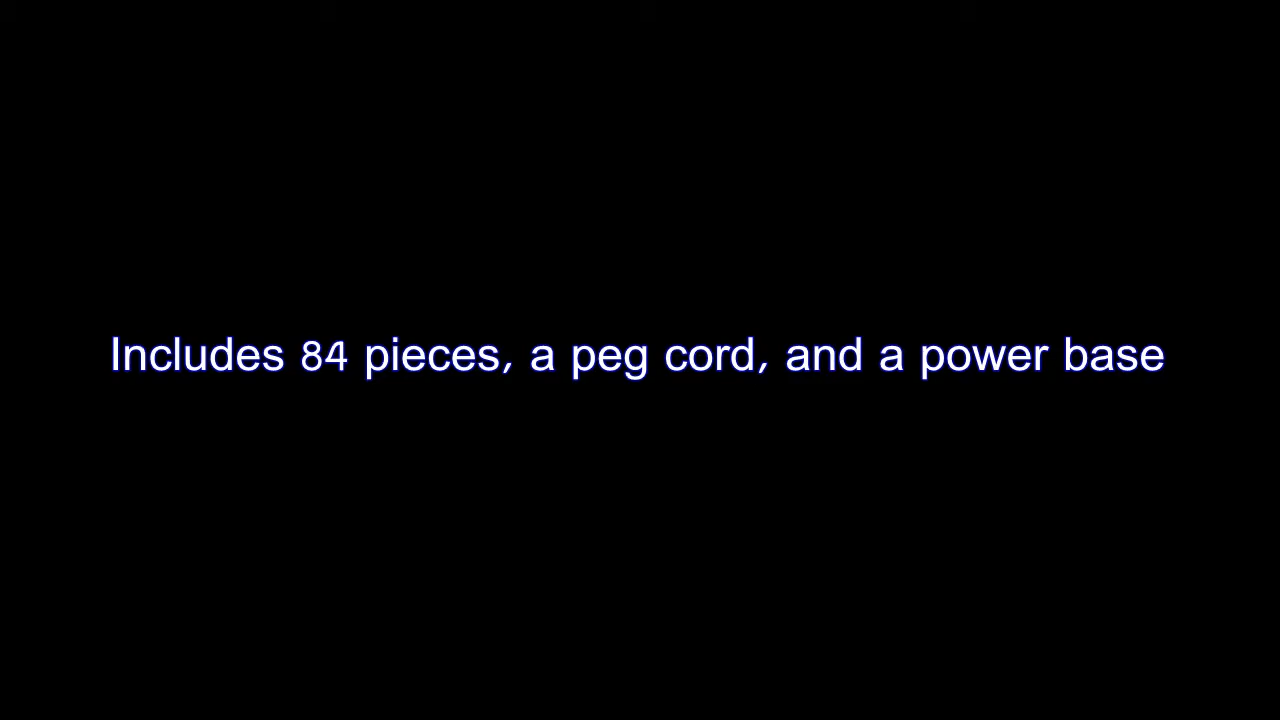 Includes 84 pieces, a peg cord, and a power base